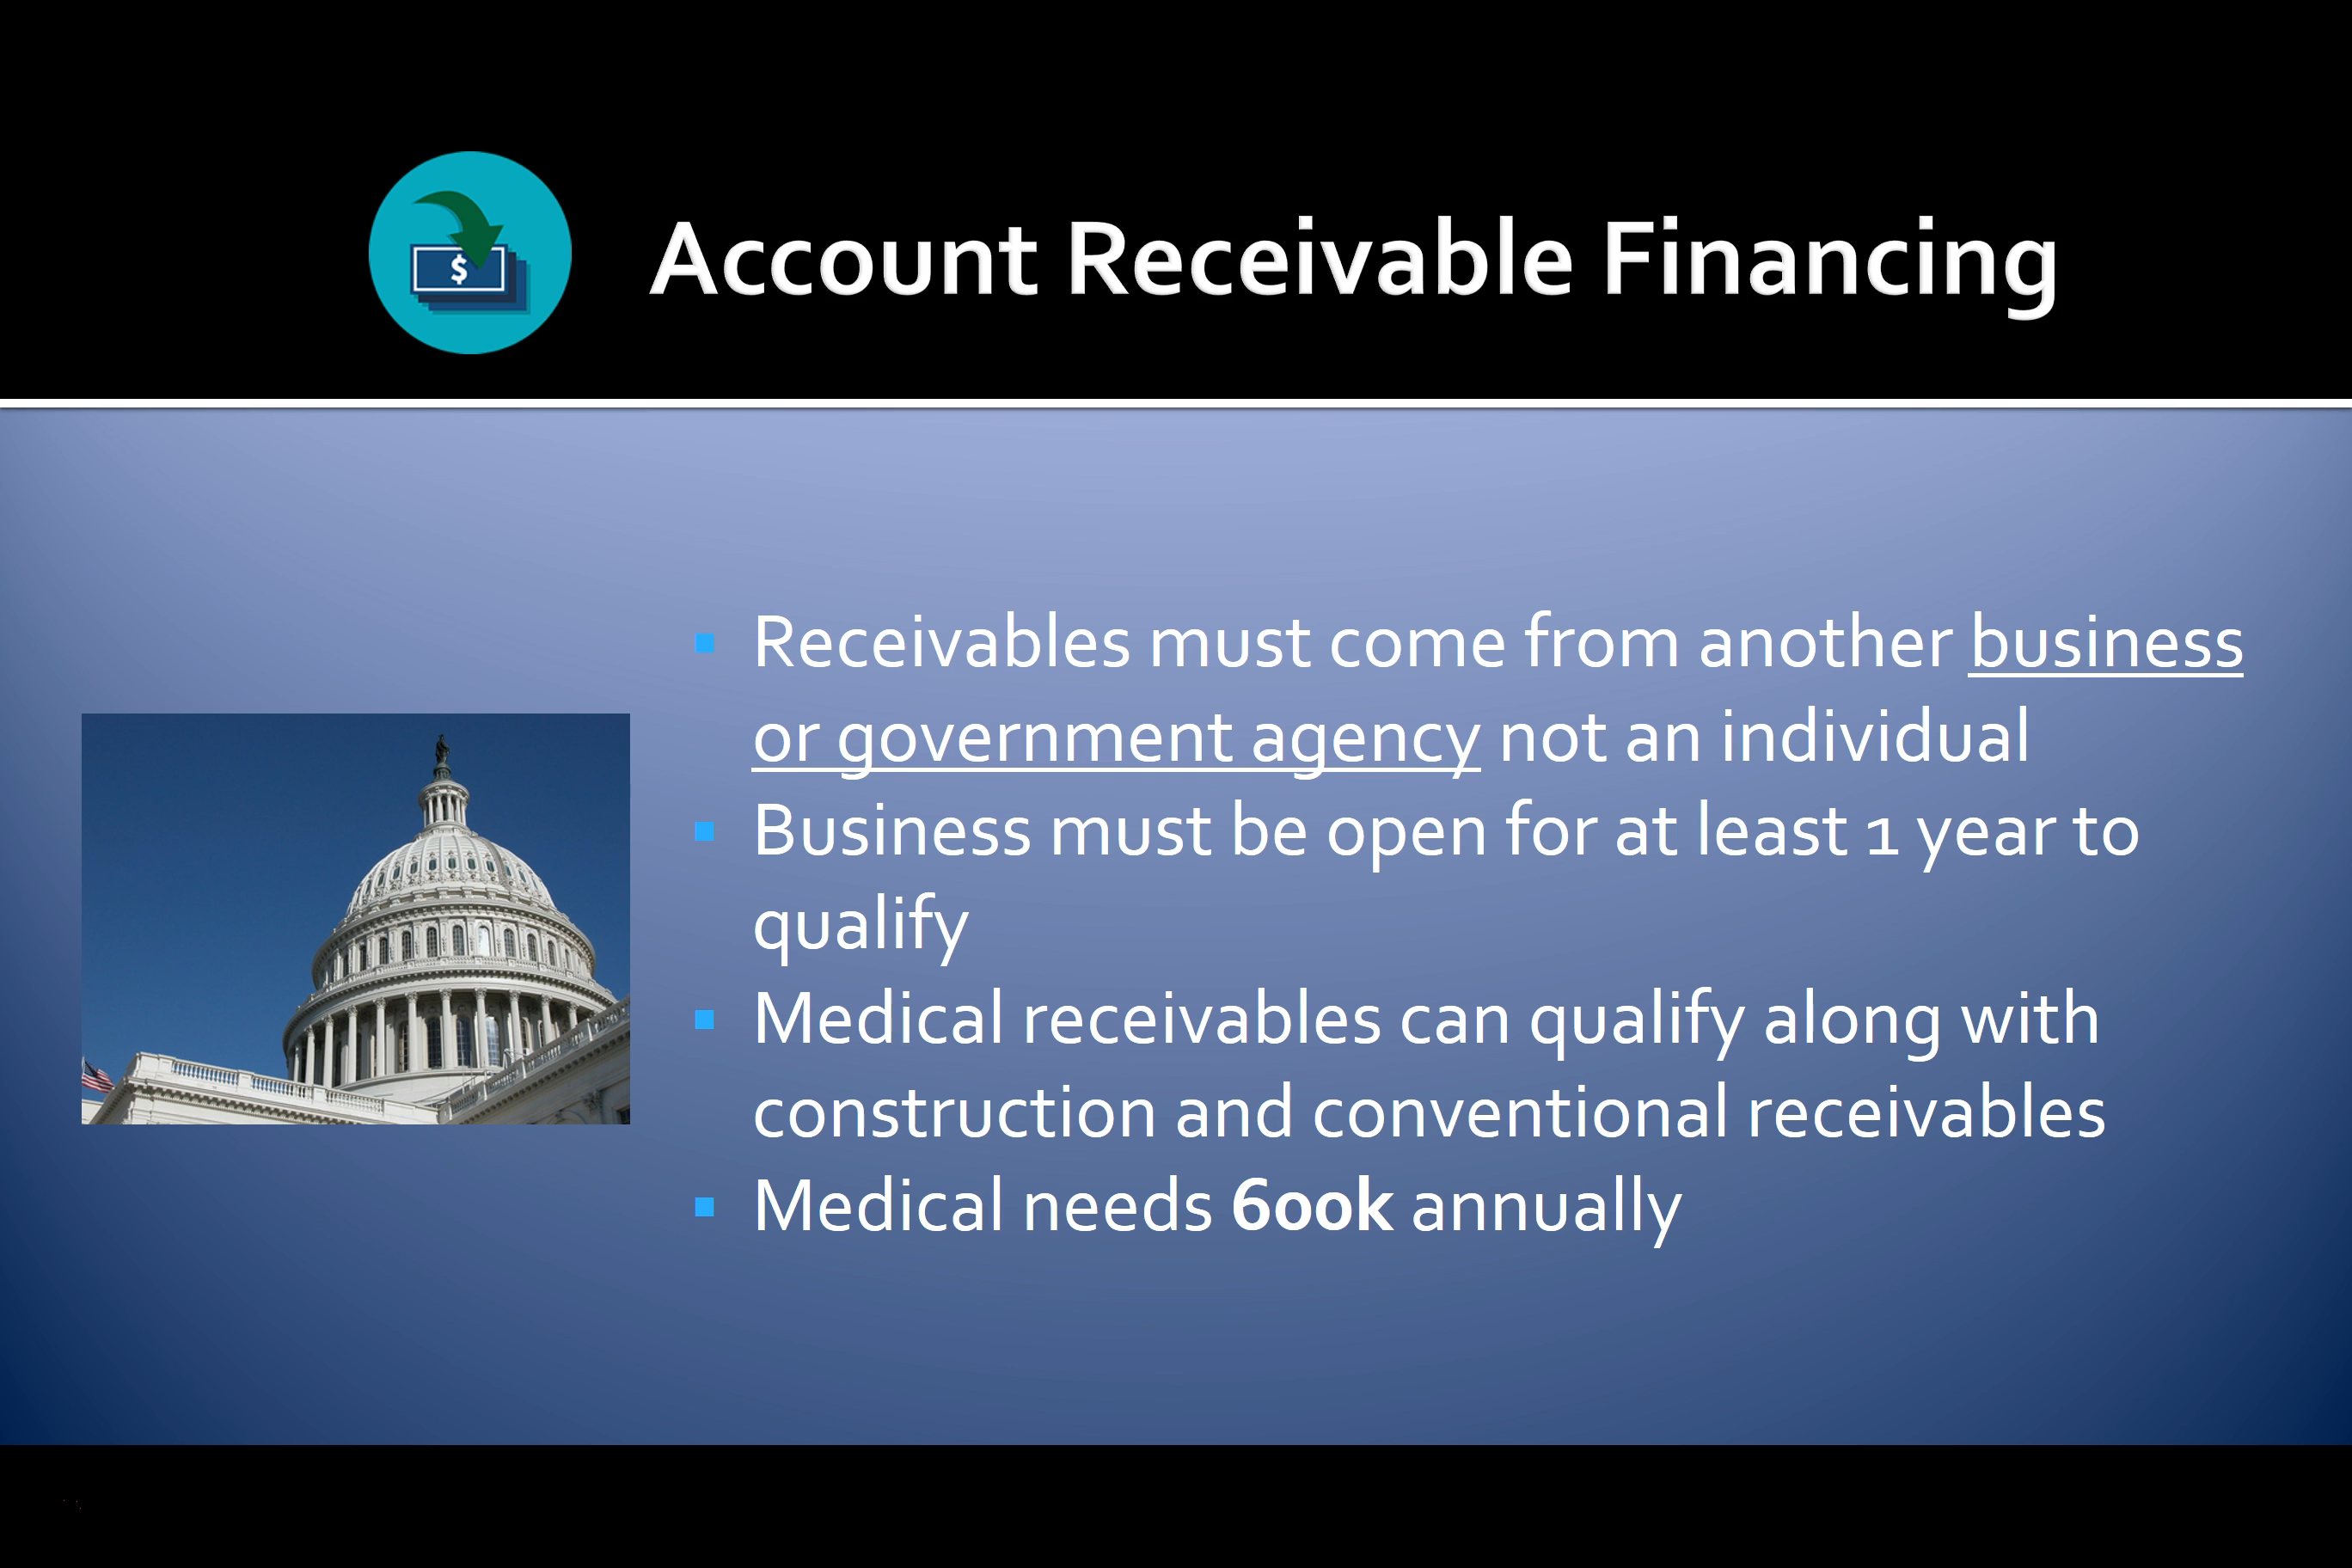 $
Account Receivable Financing
Receivables must come from another business
or government agency not an individual
Business must be open for at least 1 year to
qualify
Medical receivables can qualify along with
construction and conventional receivables
Medical needs 600k annually